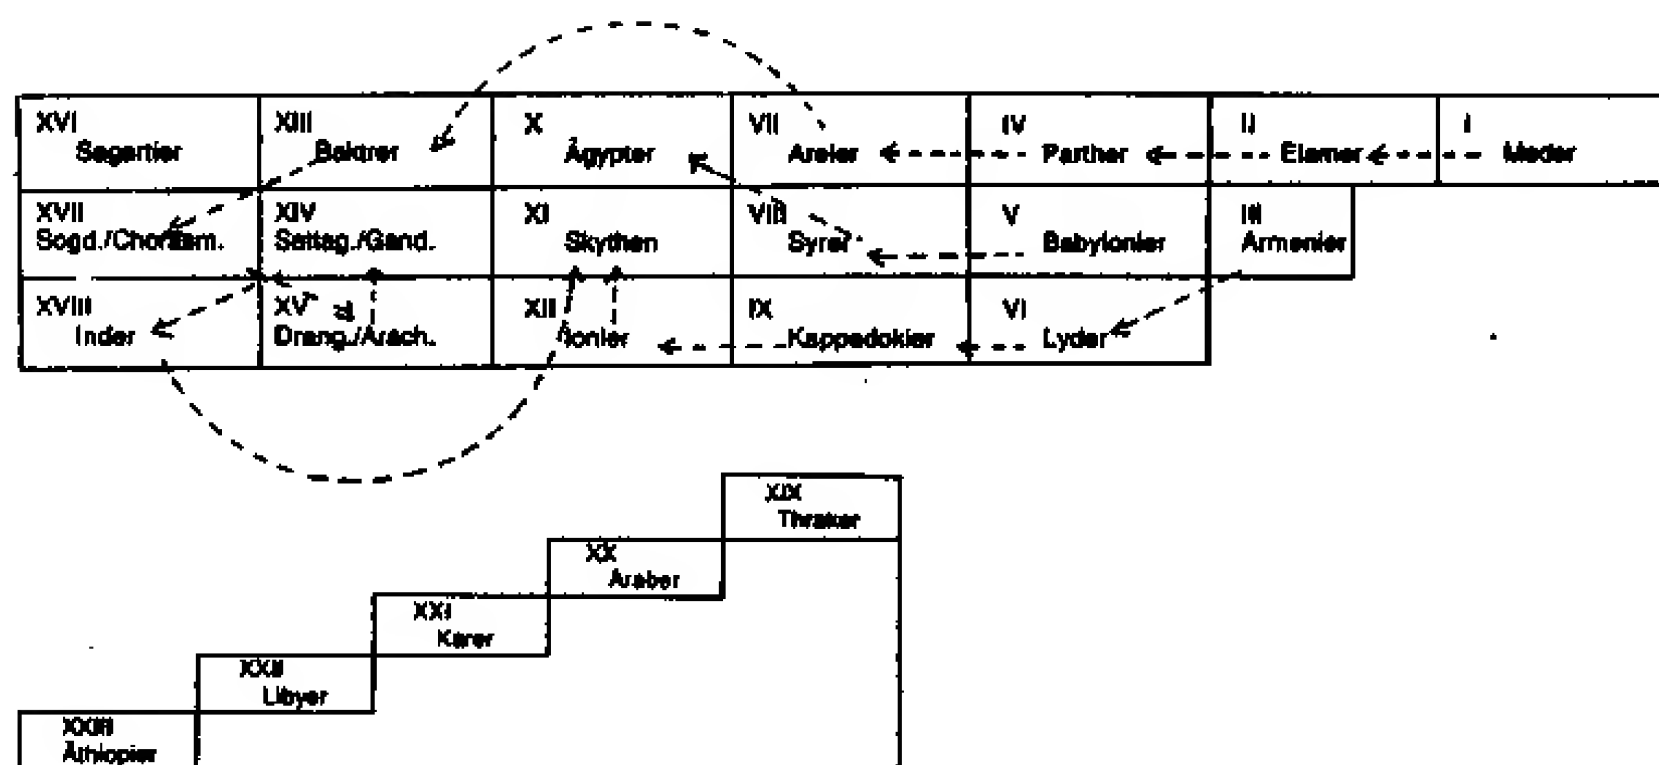 XVI XIII X VII IV II I
Sagartier Baktrer Ägypter Areier Parther Elamer Meder
XVII XIV XI VIII V III
Sogd./Chorasm. Sattag./Gand. Skythen Syrer Babylonier Armenier
XVIII XV XII IX VI
Inder Drang./Arach. Ionier Kappadokier Lyder
XIX
Thraker
XX
Araber
XXI
Karer
XXII
Libyer
XXIII
Äthiopier